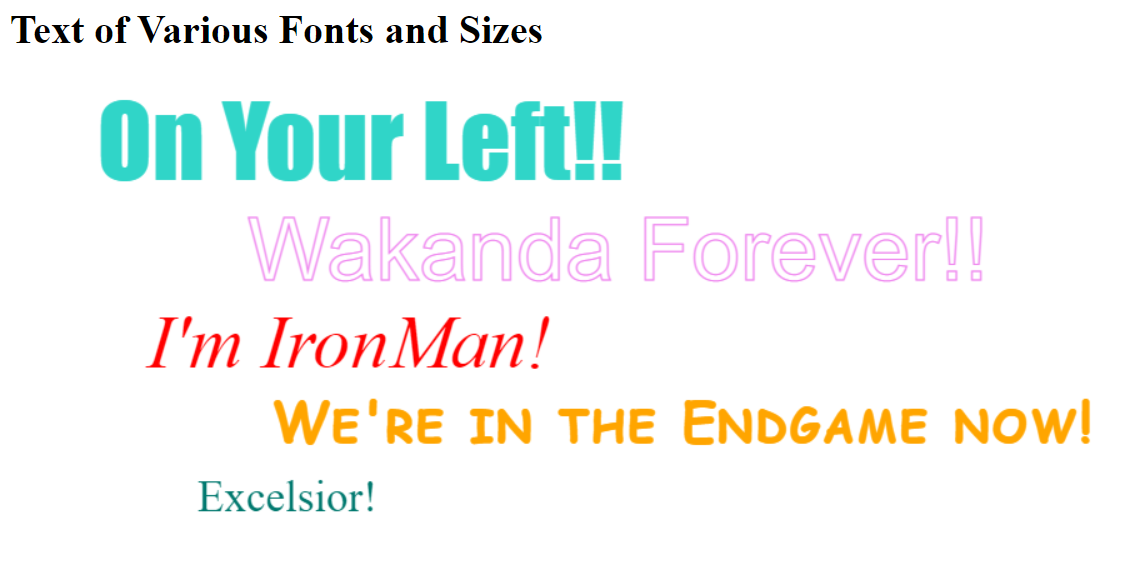 Text of Various Fonts and Sizes
On Your Left!!
Wakanda Forever!!
I'm IronMan!
We're in the Endgame now!
Excelsior!